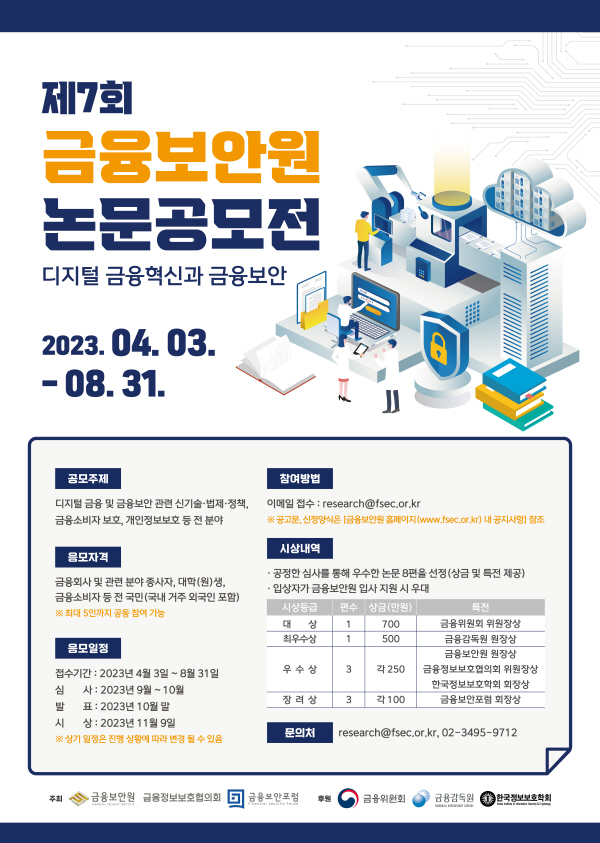 제7회
금융보안원
논문공모전
디지털 금융혁신과 금융보안
2023. 04. 03.
- 08. 31.
공모주제
디지털 금융 및 금융보안 관련 신기술·법제·정책,
금융소비자 보호, 개인정보보호 등 전 분야
응모자격
금융회사 및 관련 분야 종사자, 대학(원)생,
금융소비자 등 전 국민(국내 거주 외국인 포함)
※ 최대 5인까지 공동 참여 가능
응모일정
접수기간 : 2023년 4월 3일 ~ 8월 31일
심 사 : 2023년 9월 ~ 10월
발 표 : 2023년 10월 말
시 상 : 2023년 11월 9일
※ 상기 일정은 진행 상황에 따라 변경 될 수 있음
참여방법
이메일 접수 : research@fsec.or.kr
※ 공고문, 신청양식은 [금융보안원 홈페이지(www.fsec.or.kr) 내 공지사항] 참조
시상내역
· 공정한 심사를 통해 우수한 논문 8편을 선정(상금 및 특전 제공)
· 입상자가 금융보안원 입사 지원 시 우대
시상등급 편수 상금(만원) 특전
대 상 1 700 금융위원회 위원장상
최우수상 1 500 금융감독원 원장상
우 수 상 3 각 250 금융보안원 원장상
금융정보보호협의회 위원장상
한국정보보호학회 회장상
장 려 상 3 각 100 금융보안포럼 회장상
문의처
research@fsec.or.kr, 02-3495-9712
주최 금융보안원 금융정보보호협의회 금융보안포럼 후원 금융위원회 금융감독원 한국정보보호학회